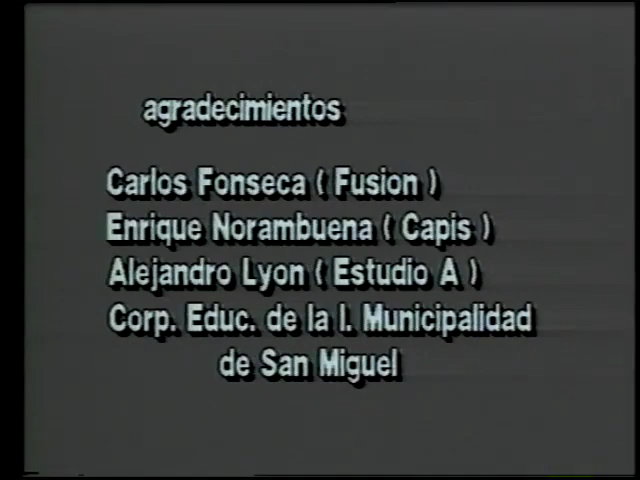 agradecimientos
Carlos Fonseca ( Fusion )
Enrique Norambuena ( Capis )
Alejandro Lyon ( Estudio A )
Corp. Educ. de la I. Municipalidad
de San Miguel